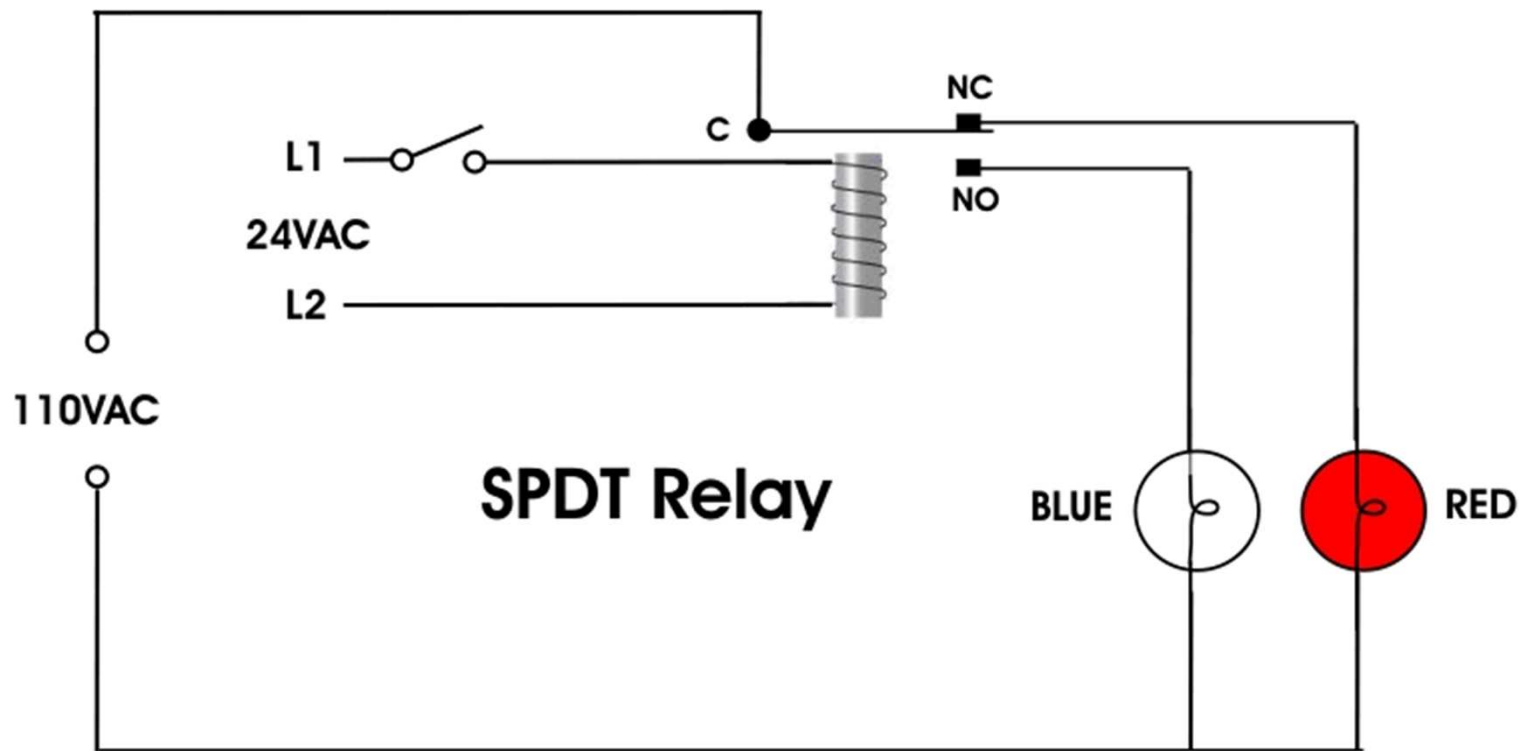 NC
C
L1
NO
24VAC
L2
110VAC
SPDT Relay
BLUE
RED